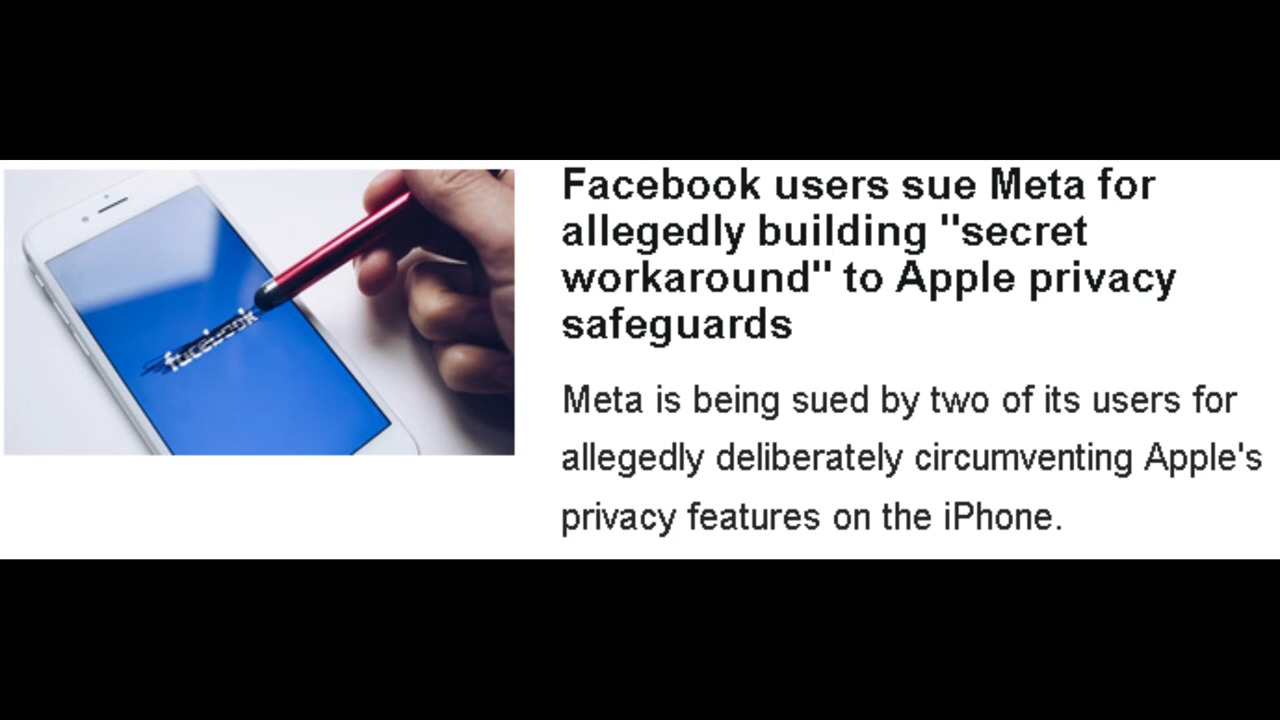 facebook
Facebook users sue Meta for
allegedly building "secret
workaround" to Apple privacy
safeguards
Meta is being sued by two of its users for
allegedly deliberately circumventing Apple's
privacy features on the iPhone.